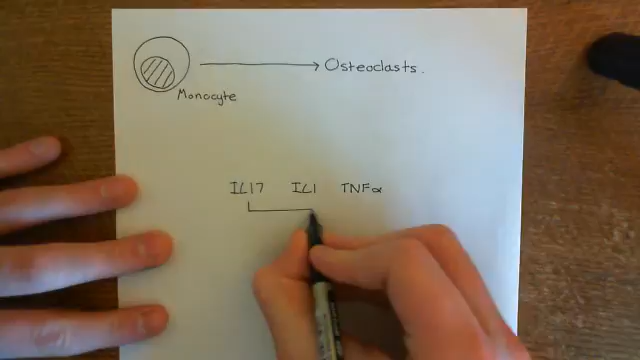 Osteoclasts.
Monocyte
IL17 IL1 TNFα